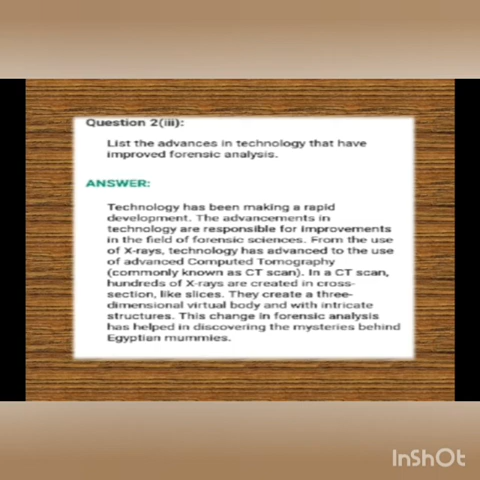 Question 2(iii):
List the advances in technology that have
improved forensic analysis.
ANSWER:
Technology has been making a rapid
development. The advancements in
technology are responsible for improvements
in the field of forensic sciences. From the use
of X-rays, technology has advanced to the use
of advanced Computed Tomography
(commonly known as CT scan). In a CT scan,
hundreds of X-rays are created in cross-
section, like slices. They create a three-
dimensional virtual body and with intricate
structures. This change in forensic analysis
has helped in discovering the mysteries behind
Egyptian mummies.
InShOt